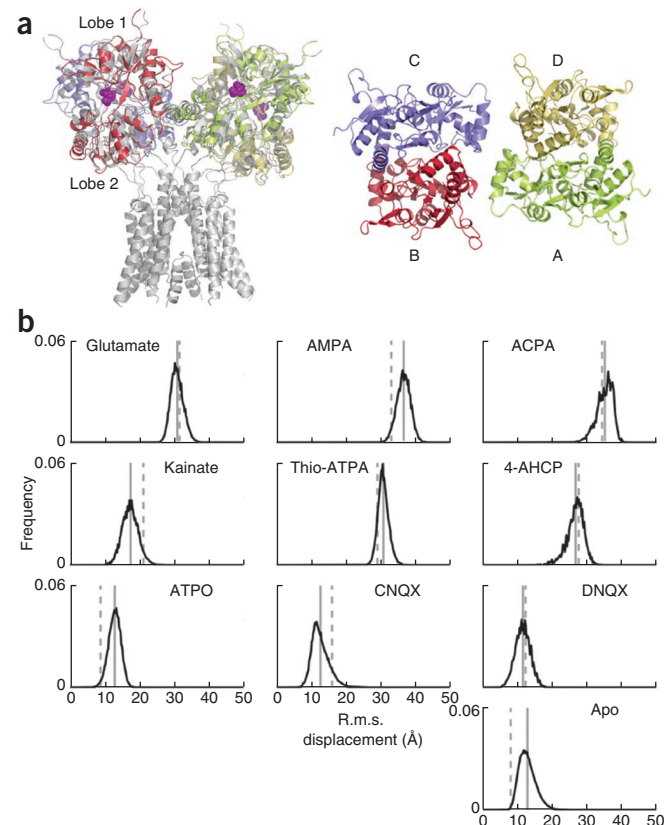 a
Lobe 1
Lobe 2
C
D
B
A
b
0.06
Glutamate
AMPA
ACPA
0
0.06
Kainate
Thio-ATPA
4-AHCP
0
0.06
ATPO
CNQX
DNQX
0
0 10 20 30 40 50
0 10 20 30 40 50
0.06
Apo
0
0 10 20 30 40 50
Frequency
R.m.s.
displacement (Å)